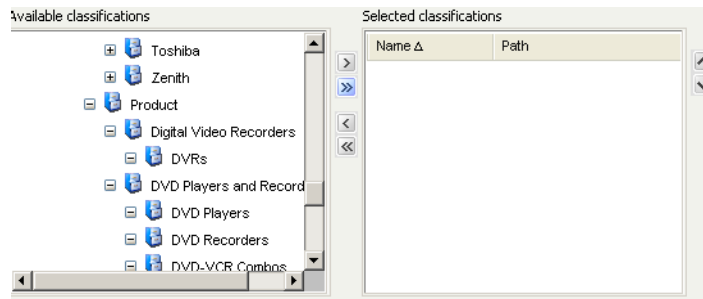 Available classifications
Selected classifications
Toshiba
Zenith
Product
Digital Video Recorders
DVRs
DVD Players and Record
DVD Players
DVD Recorders
DVD-VCR Combos
Name Δ Path